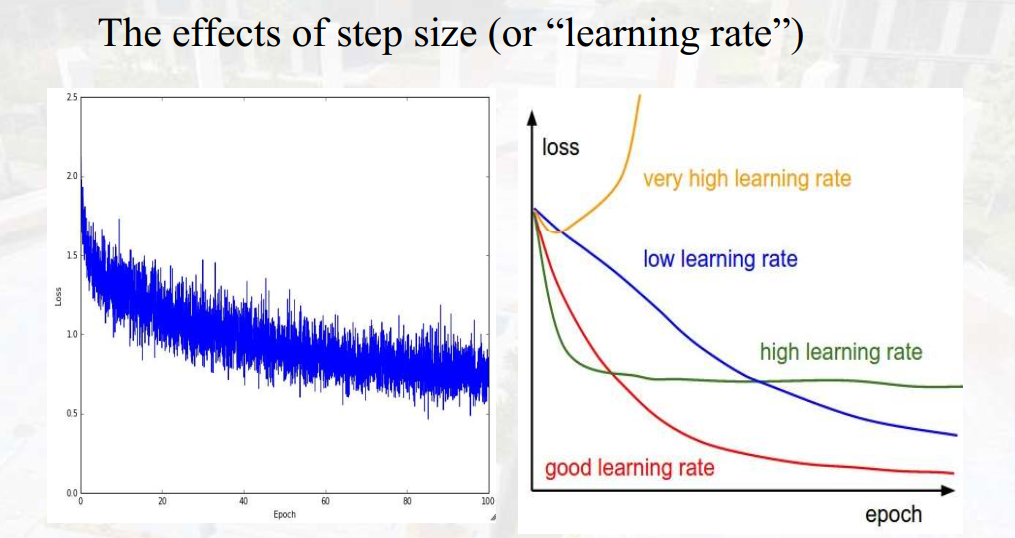 The effects of step size (or “learning rate”)
2.5
2.0
1.5
1.0
0.5
0.0
Loss
0 20 40 60 80 100
Epoch
loss
very high learning rate
low learning rate
high learning rate
good learning rate
epoch